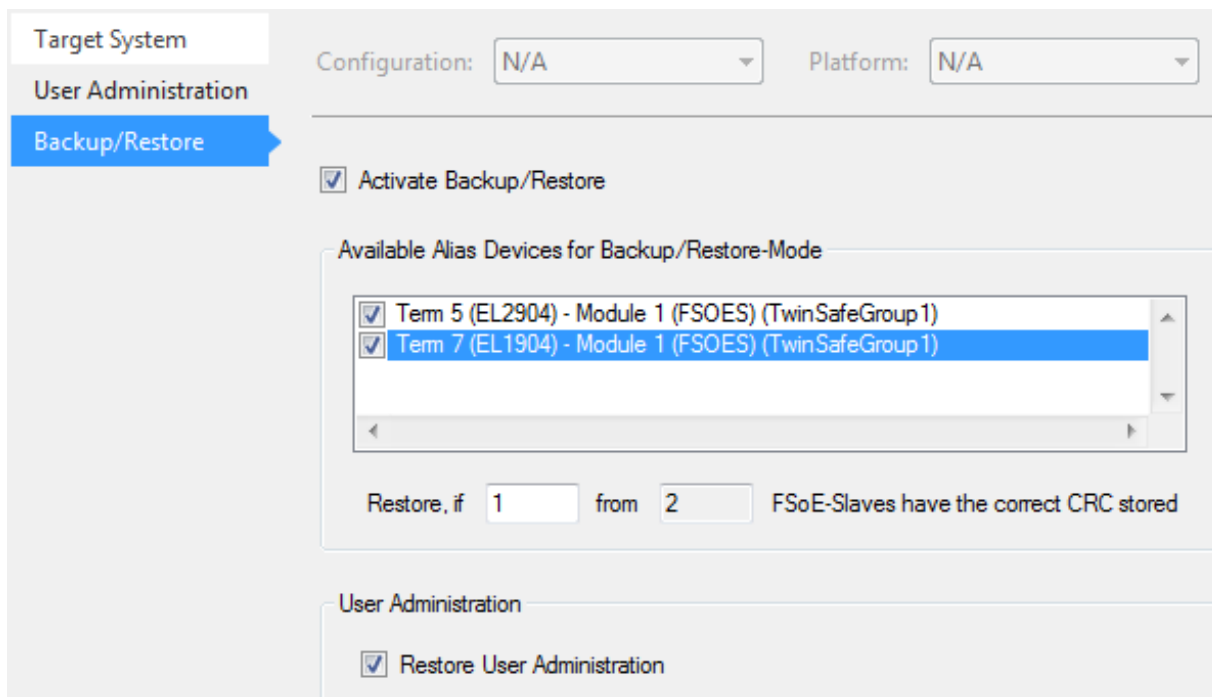 Target System
User Administration
Backup/Restore
Configuration: N/A Platform: N/A
Activate Backup/Restore
Available Alias Devices for Backup/Restore-Mode
Term 5 (EL2904) - Module 1 (FSOES) (TwinSafeGroup1)
Term 7 (EL1904) - Module 1 (FSOES) (TwinSafeGroup1)
Restore, if 1 from 2 FSoE-Slaves have the correct CRC stored
User Administration
Restore User Administration